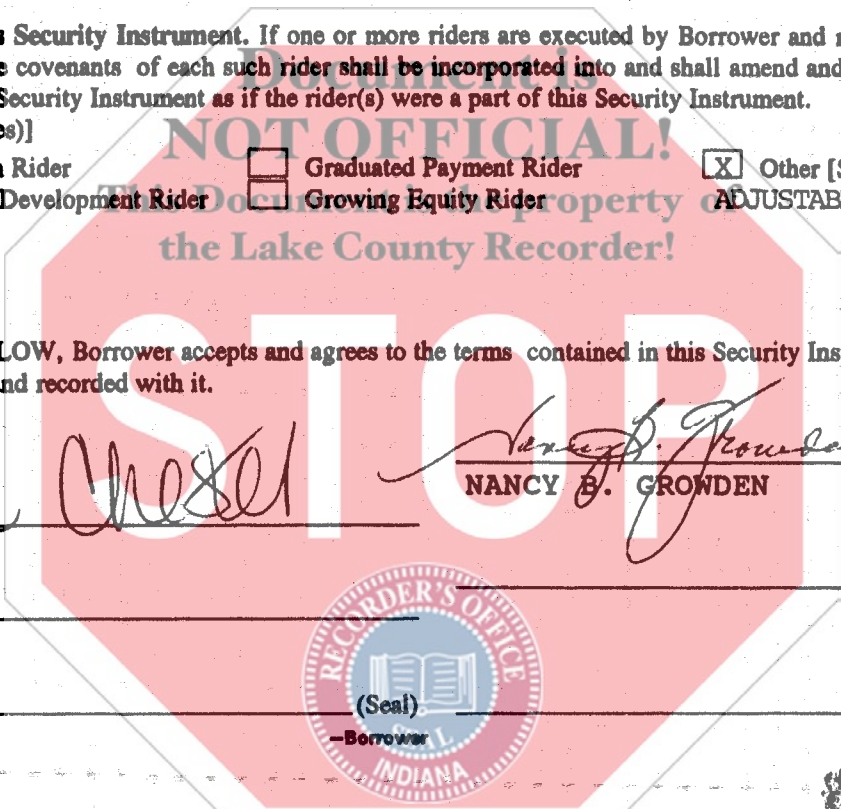 Security Instrument. If one or more riders are executed by Borrower and
covenants of each such rider shall be incorporated into and shall amend and
Security Instrument as if the rider(s) were a part of this Security Instrument.
es)]
Document is
NOT OFFICIAL!
Rider Graduated Payment Rider X Other [S
Development Rider Growing Equity Rider ADJUSTAB
This Document is the property of
the Lake County Recorder!
STOP
LOW, Borrower accepts and agrees to the terms contained in this Security Ins
nd recorded with it.
Chester
Nancy B. Growden
NANCY B. GROWDEN
RECORDER'S OFFICE
(Seal)
-Borrower
SEAL
INDIANA